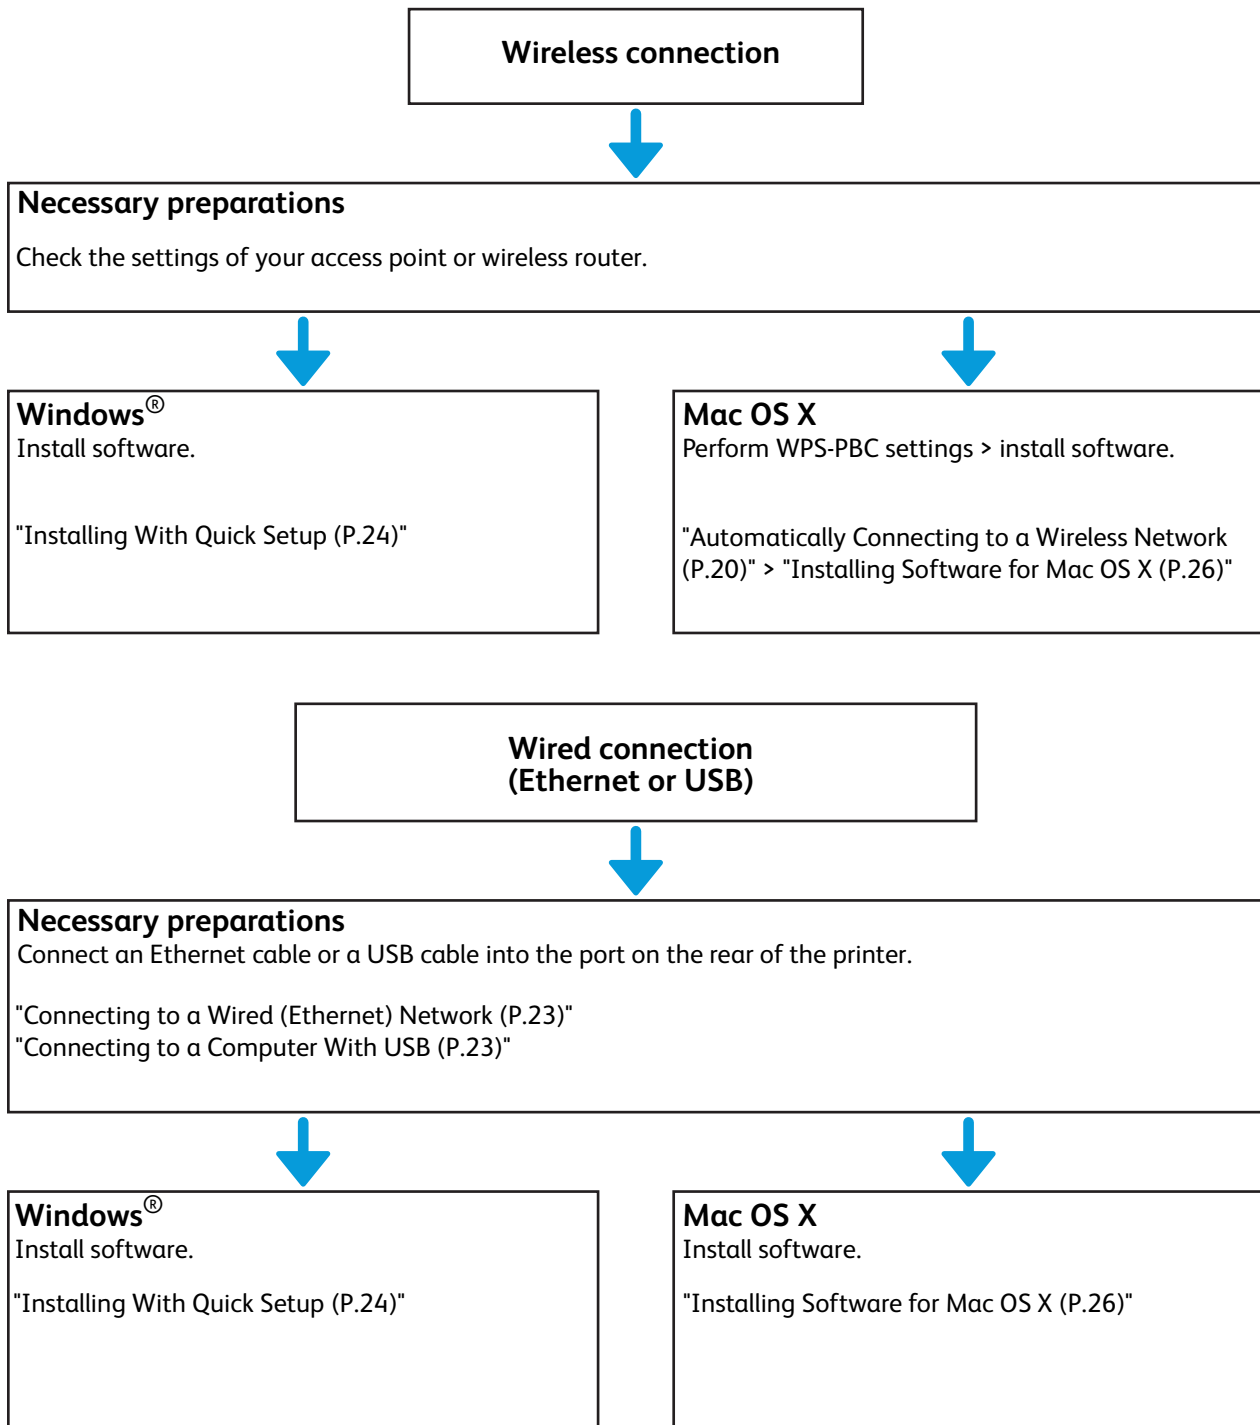 Wireless connection
Necessary preparations
Check the settings of your access point or wireless router.
Windows®
Install software.
"Installing With Quick Setup (P.24)"
Mac OS X
Perform WPS-PBC settings > install software.
"Automatically Connecting to a Wireless Network
(P.20)" > "Installing Software for Mac OS X (P.26)"
Wired connection
(Ethernet or USB)
Necessary preparations
Connect an Ethernet cable or a USB cable into the port on the rear of the printer.
"Connecting to a Wired (Ethernet) Network (P.23)"
"Connecting to a Computer With USB (P.23)"
Windows®
Install software.
"Installing With Quick Setup (P.24)"
Mac OS X
Install software.
"Installing Software for Mac OS X (P.26)"